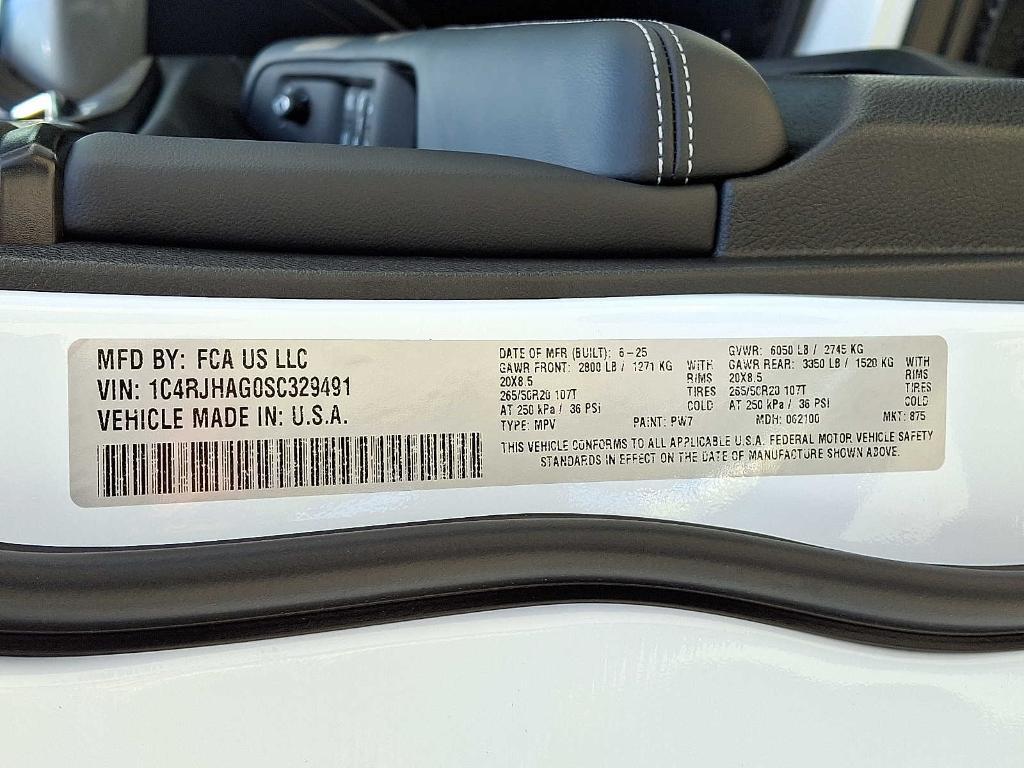 MFD BY: FCA US LLC
VIN: 1C4RJHAG0SC329491
VEHICLE MADE IN: U.S.A.
DATE OF MFR (BUILT): 6-25
GAWR FRONT: 2800 LB / 1271 KG WITH
20X8.5 RIMS
265/50R20 107T TIRES
AT 250 kPa / 36 PSi COLD
TYPE: MPV PAINT: PW7
GVWR: 6050 LB / 2745 KG
GAWR REAR: 3350 LB / 1520 KG WITH
20X8.5 RIMS
265/50R20 107T TIRES
AT 250 kPa / 36 PSI COLD
MDH: 062100 MKT: 875
THIS VEHICLE CONFORMS TO ALL APPLICABLE U.S.A. FEDERAL MOTOR VEHICLE SAFETY
STANDARDS IN EFFECT ON THE DATE OF MANUFACTURE SHOWN ABOVE.